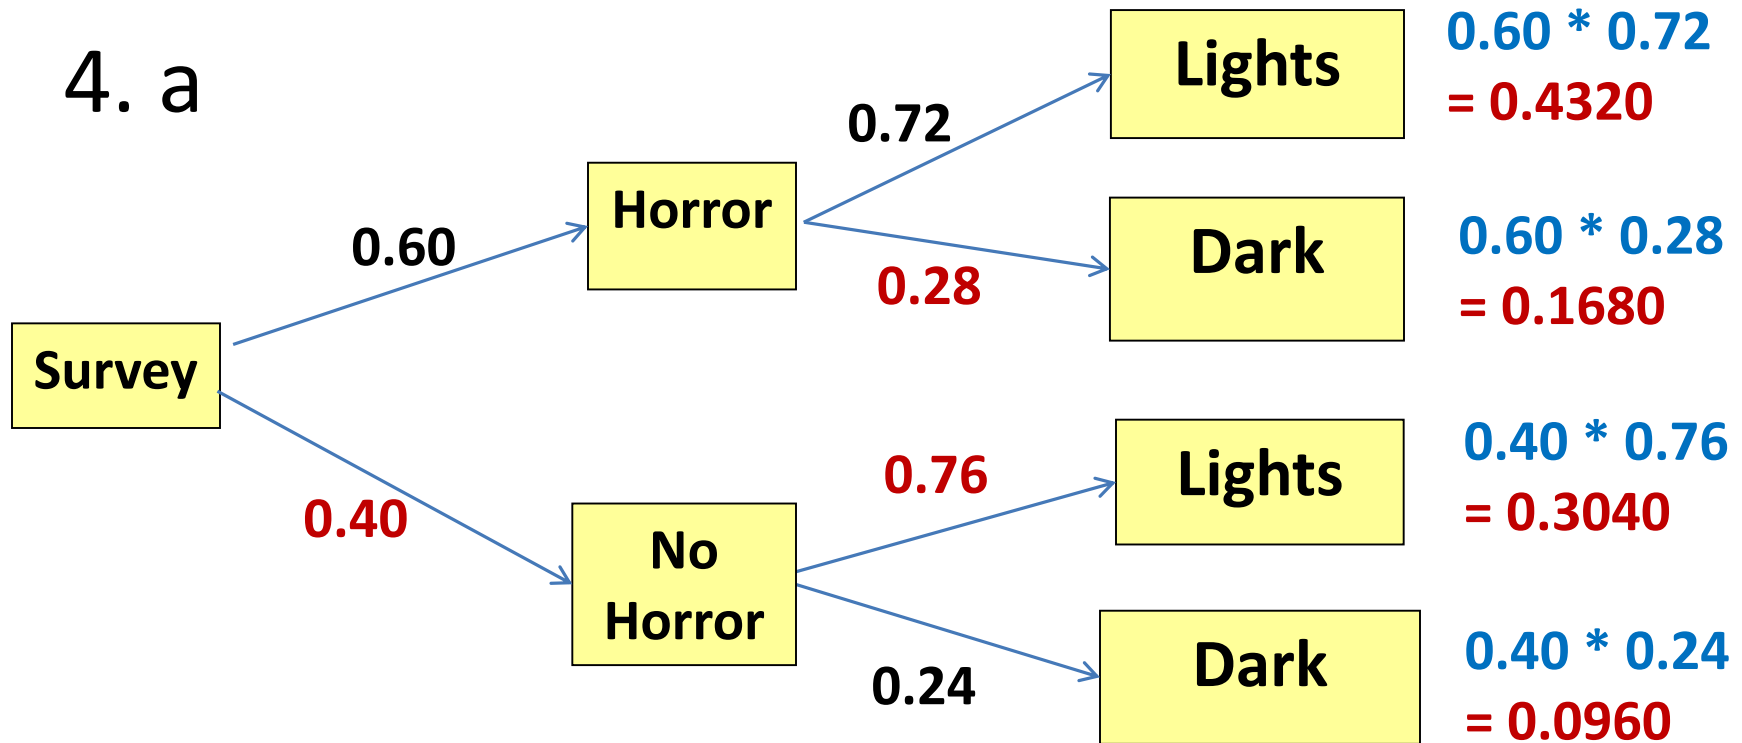 4. a
Survey
0.60
0.40
Horror
No
Horror
0.72
0.28
0.76
0.24
Lights
0.60 * 0.72
= 0.4320
Dark
0.60 * 0.28
= 0.1680
Lights
0.40 * 0.76
= 0.3040
Dark
0.40 * 0.24
= 0.0960